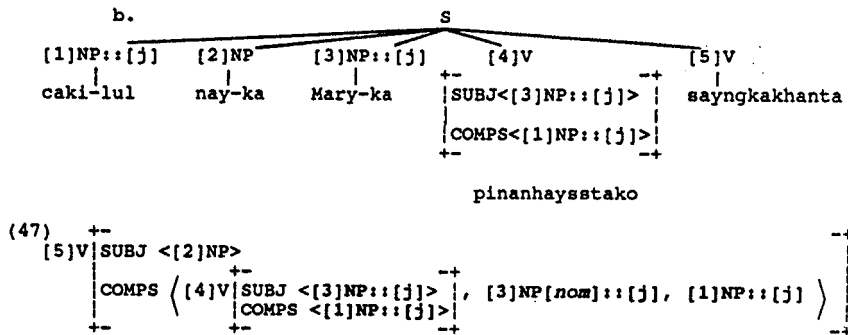 b. S
[1]NP::[j] [2]NP [3]NP::[j] [4]V [5]V
caki-lul nay-ka Mary-ka SUBJ<[3]NP::[j]> sayngkakhanta
COMPS<[1]NP::[j]>
pinanhaysstako
(47)
[5]V SUBJ <[2]NP>
COMPS ⟨[4]V SUBJ <[3]NP::[j]> , [3]NP[nom]::[j], [1]NP::[j]⟩
COMPS <[1]NP::[j]>